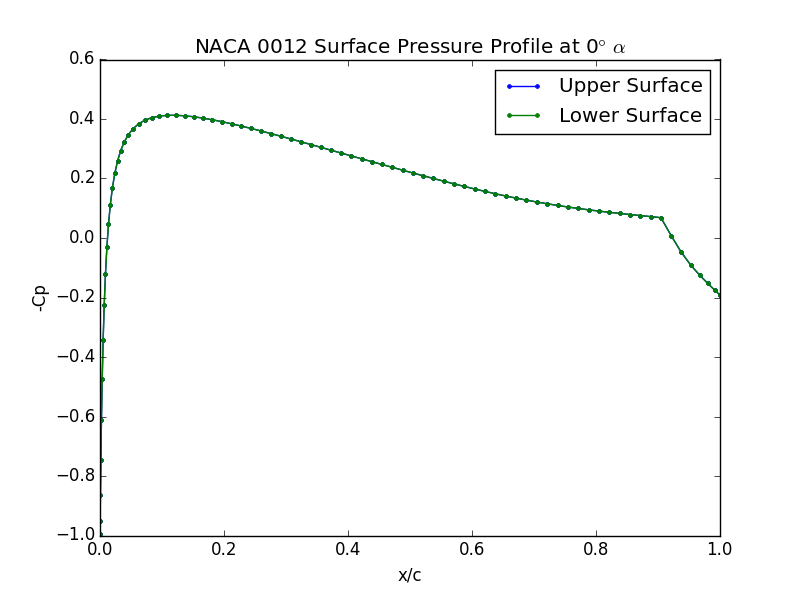 NACA 0012 Surface Pressure Profile at 0° α
0.6
Upper Surface
Lower Surface
0.4
0.2
0.0
−0.2
−0.4
−0.6
−0.8
−1.0
-Cp
0.0 0.2 0.4 0.6 0.8 1.0
x/c